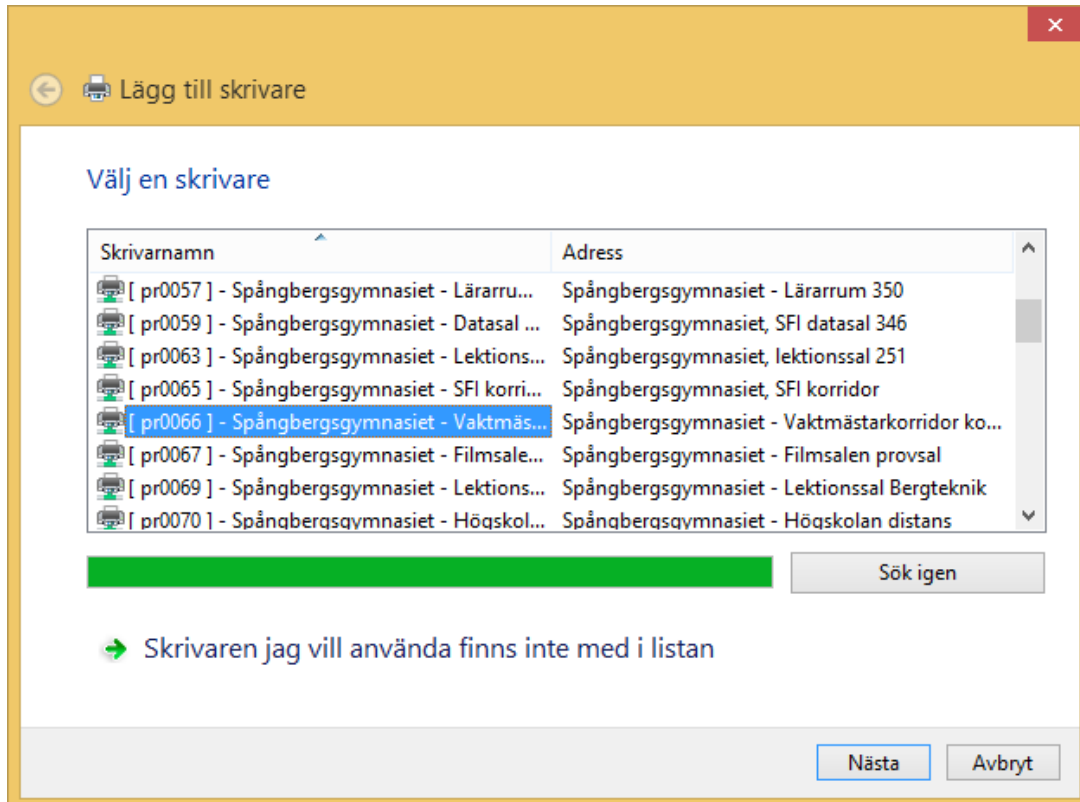 Lägg till skrivare
Välj en skrivare
Skrivarnamn Adress
[ pr0057 ] - Spångbergsgymnasiet - Lärarru... Spångbergsgymnasiet - Lärarrum 350
[ pr0059 ] - Spångbergsgymnasiet - Datasal ... Spångbergsgymnasiet, SFI datasal 346
[ pr0063 ] - Spångbergsgymnasiet - Lektions... Spångbergsgymnasiet, lektionssal 251
[ pr0065 ] - Spångbergsgymnasiet - SFI korri... Spångbergsgymnasiet, SFI korridor
[ pr0066 ] - Spångbergsgymnasiet - Vaktmäs... Spångbergsgymnasiet - Vaktmästarkorridor ko...
[ pr0067 ] - Spångbergsgymnasiet - Filmsale... Spångbergsgymnasiet - Filmsalen provsal
[ pr0069 ] - Spångbergsgymnasiet - Lektions... Spångbergsgymnasiet - Lektionssal Bergteknik
[ pr0070 ] - Spångbergsgymnasiet - Högskol... Spångbergsgymnasiet - Högskolan distans
Sök igen
Skrivaren jag vill använda finns inte med i listan
Nästa Avbryt